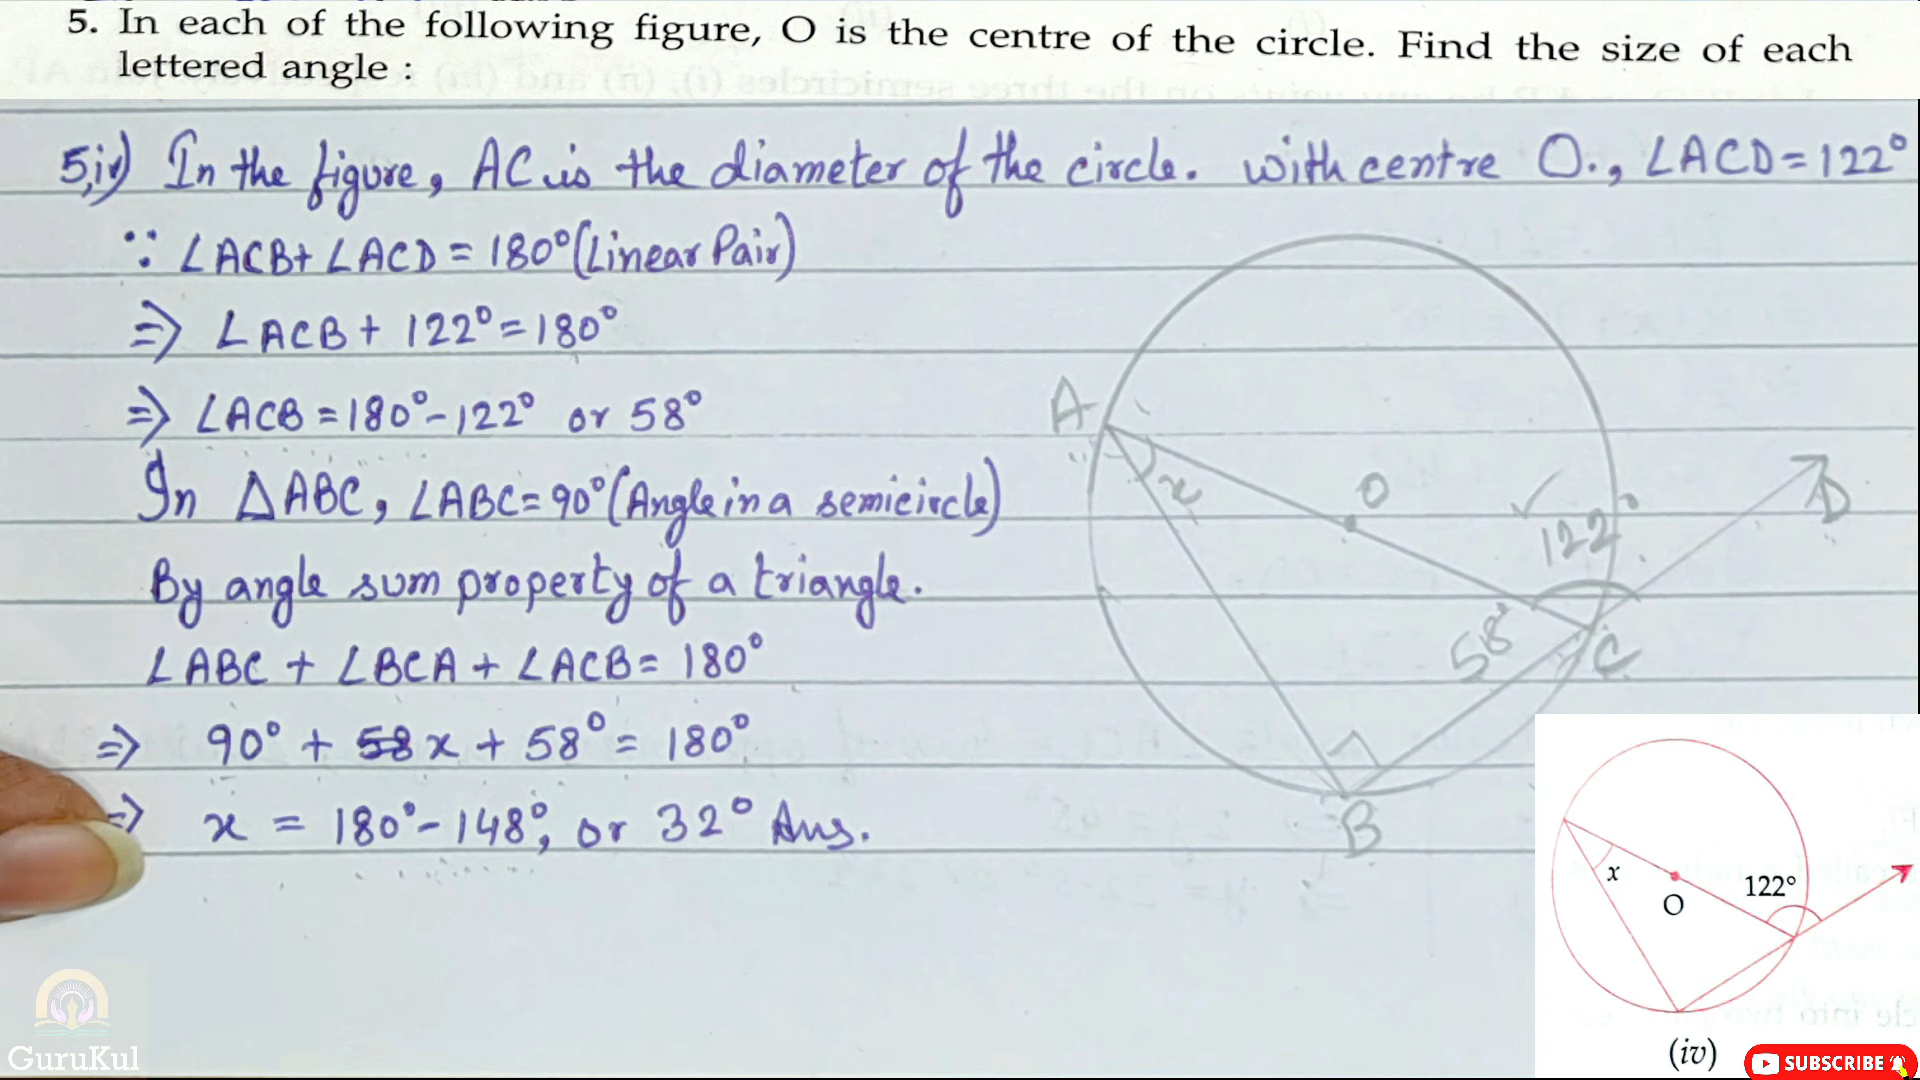 5. In each of the following figure, O is the centre of the circle. Find the size of each
lettered angle :
5,iv) In the figure, AC is the diameter of the circle. with centre O., ∠ACD=122°
∵ ∠ACB+ ∠ACD = 180° (Linear Pair)
⇒ ∠ACB + 122° = 180°
⇒ ∠ACB = 180° - 122° or 58°
In ΔABC, ∠ABC = 90° (Angle in a semicircle)
By angle sum property of a triangle.
∠ABC + ∠BCA + ∠ACB = 180°
⇒ 90° + 58 x + 58° = 180°
⇒ x = 180° - 148°, or 32° Ans.
A
x
O
122°
D
58°
C
B
x
O
122°
(iv)
GuruKul
SUBSCRIBE